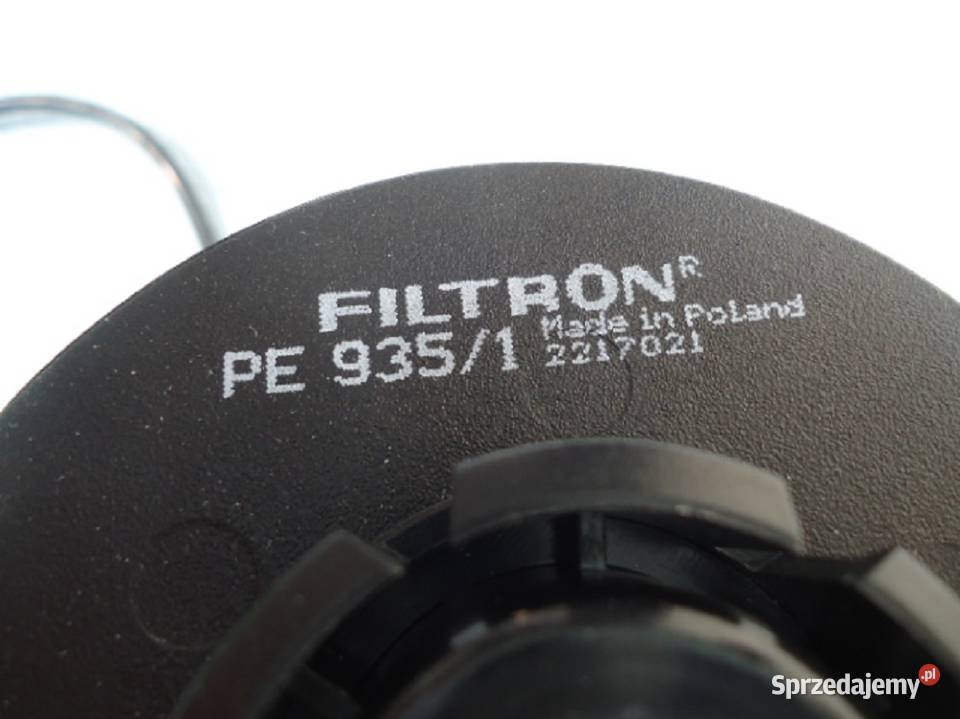 FILTRON R
Made in Poland
PE 935/1 2217021
Sprzedajemy.pl